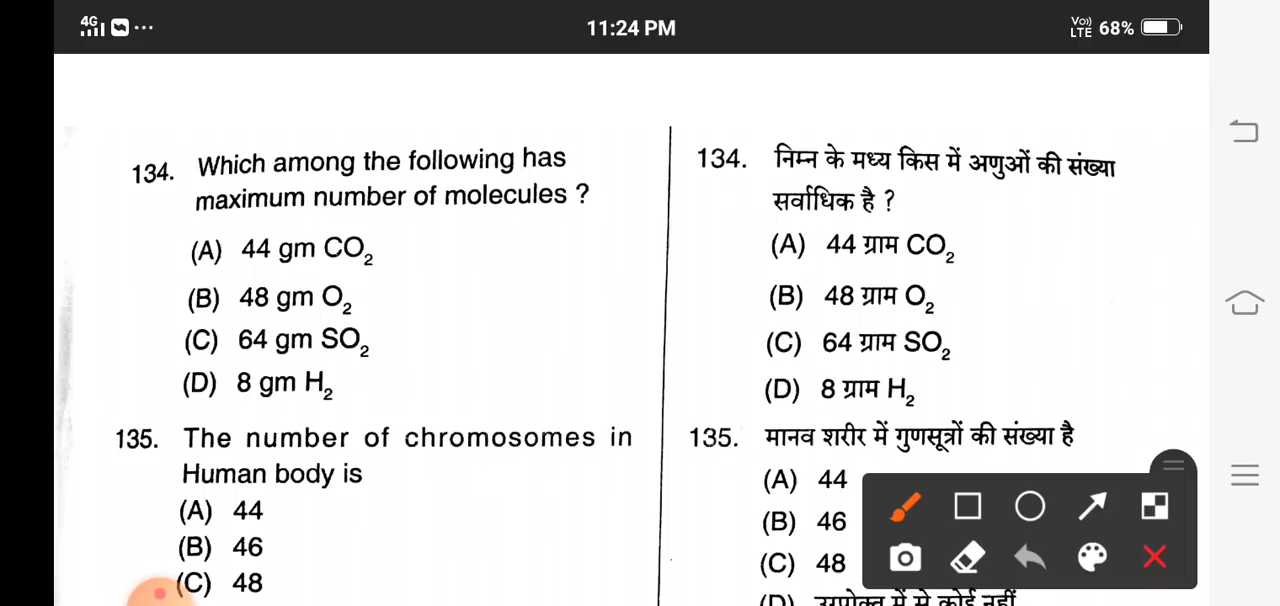 4G
11:24 PM
Vo)) LTE 68%
134. Which among the following has
maximum number of molecules ?
(A) 44 gm CO2
(B) 48 gm O2
(C) 64 gm SO2
(D) 8 gm H2
135. The number of chromosomes in
Human body is
(A) 44
(B) 46
(C) 48
134. निम्न के मध्य किस में अणुओं की संख्या
सर्वाधिक है ?
(A) 44 ग्राम CO2
(B) 48 ग्राम O2
(C) 64 ग्राम SO2
(D) 8 ग्राम H2
135. मानव शरीर में गुणसूत्रों की संख्या है
(A) 44
(B) 46
(C) 48
(D) उपरोक्त में से कोई नहीं